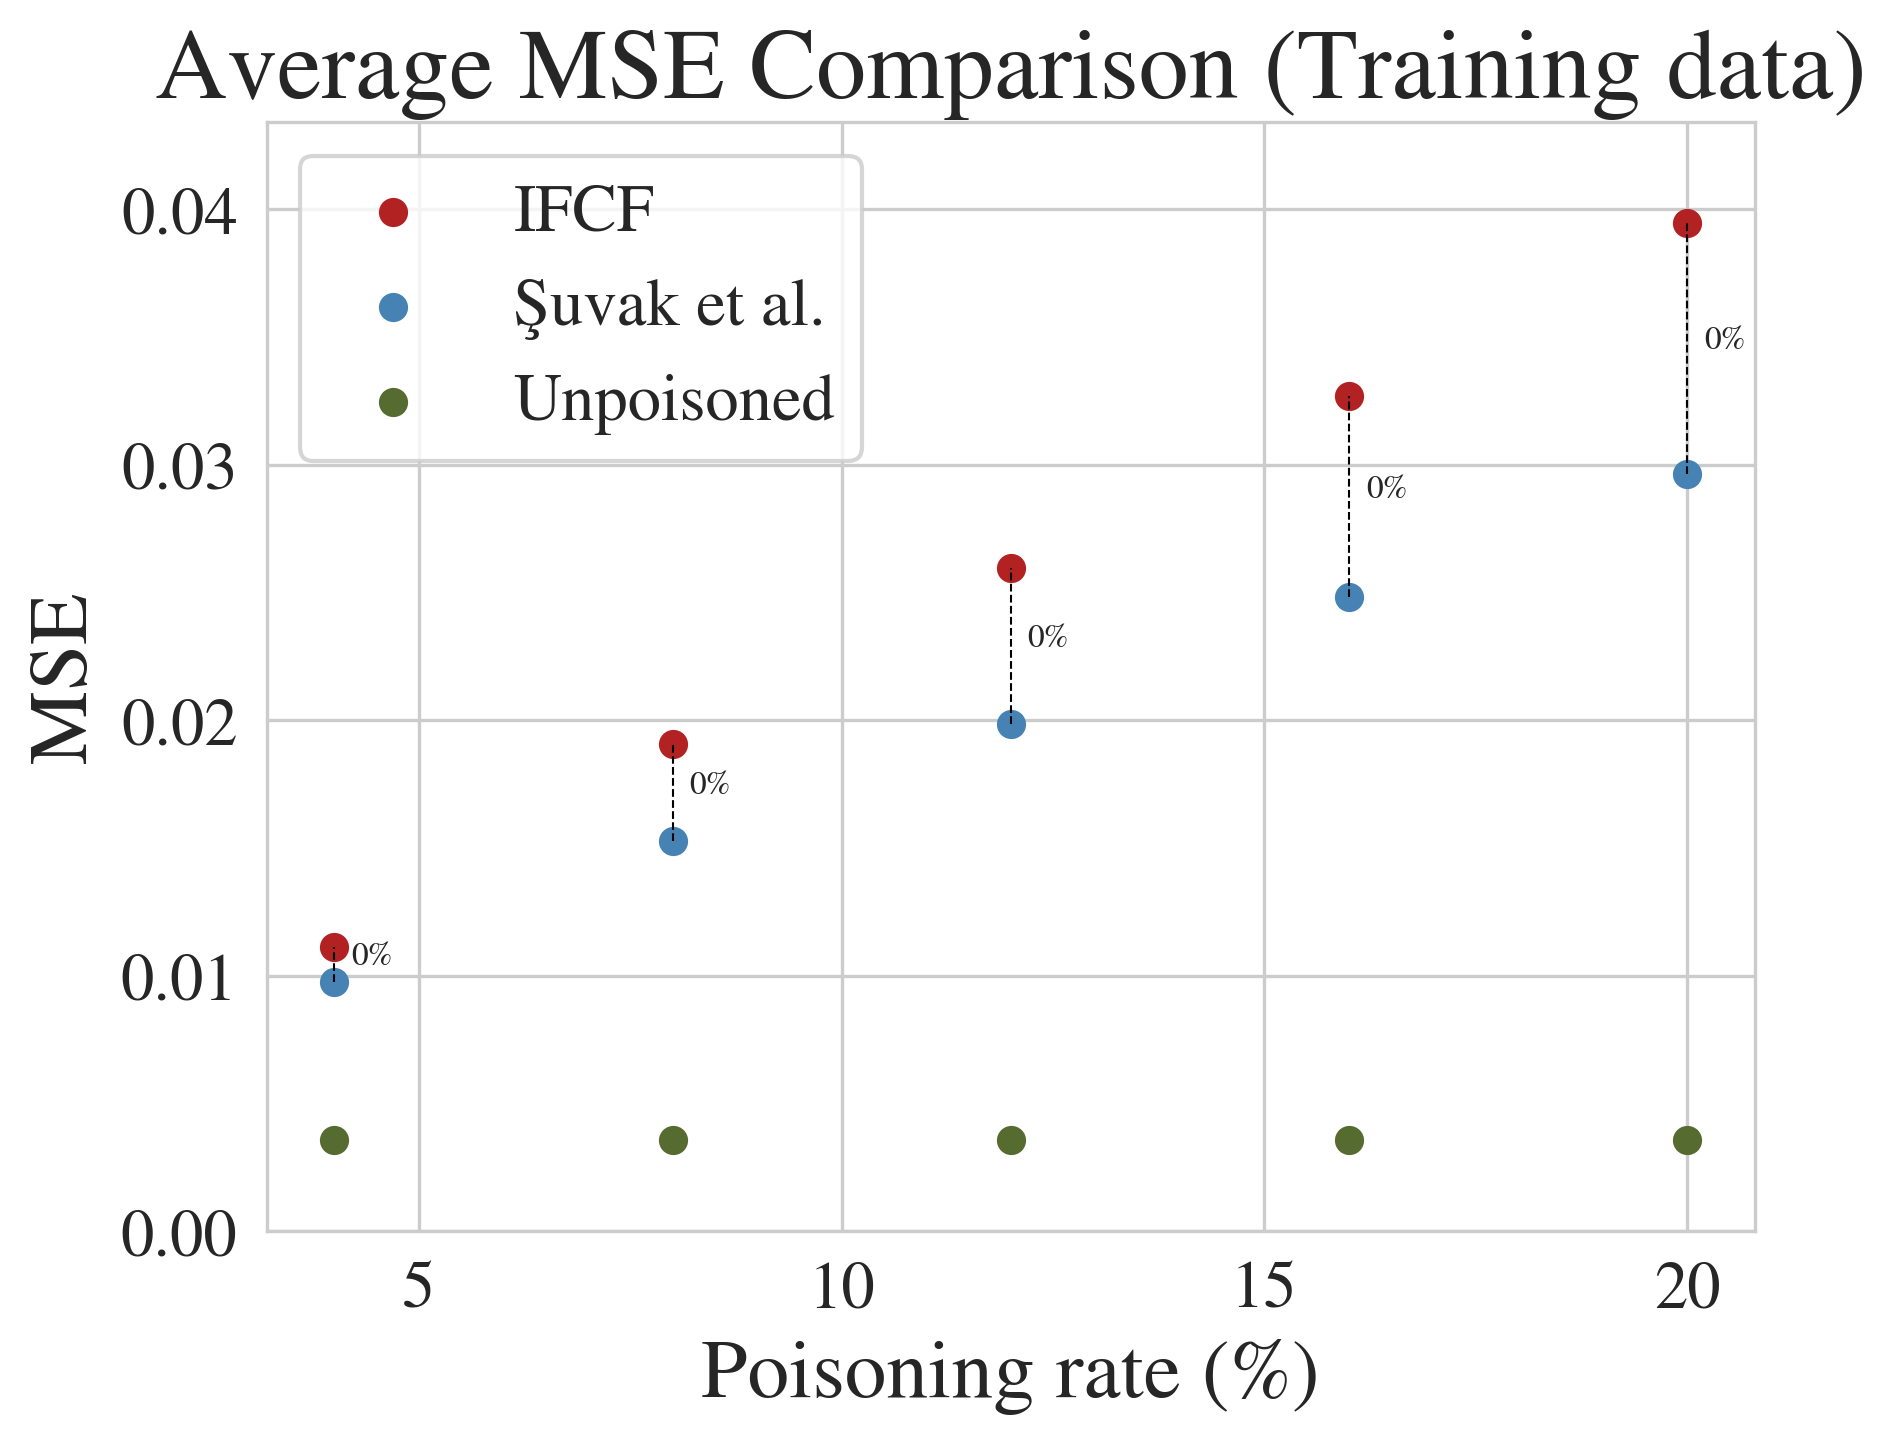 Average MSE Comparison (Training data)
IFCF
Şuvak et al.
Unpoisoned
0.04
0.03
0.02
0.01
0.00
MSE
0%
0%
0%
0%
0%
5
10
15
20
Poisoning rate (%)